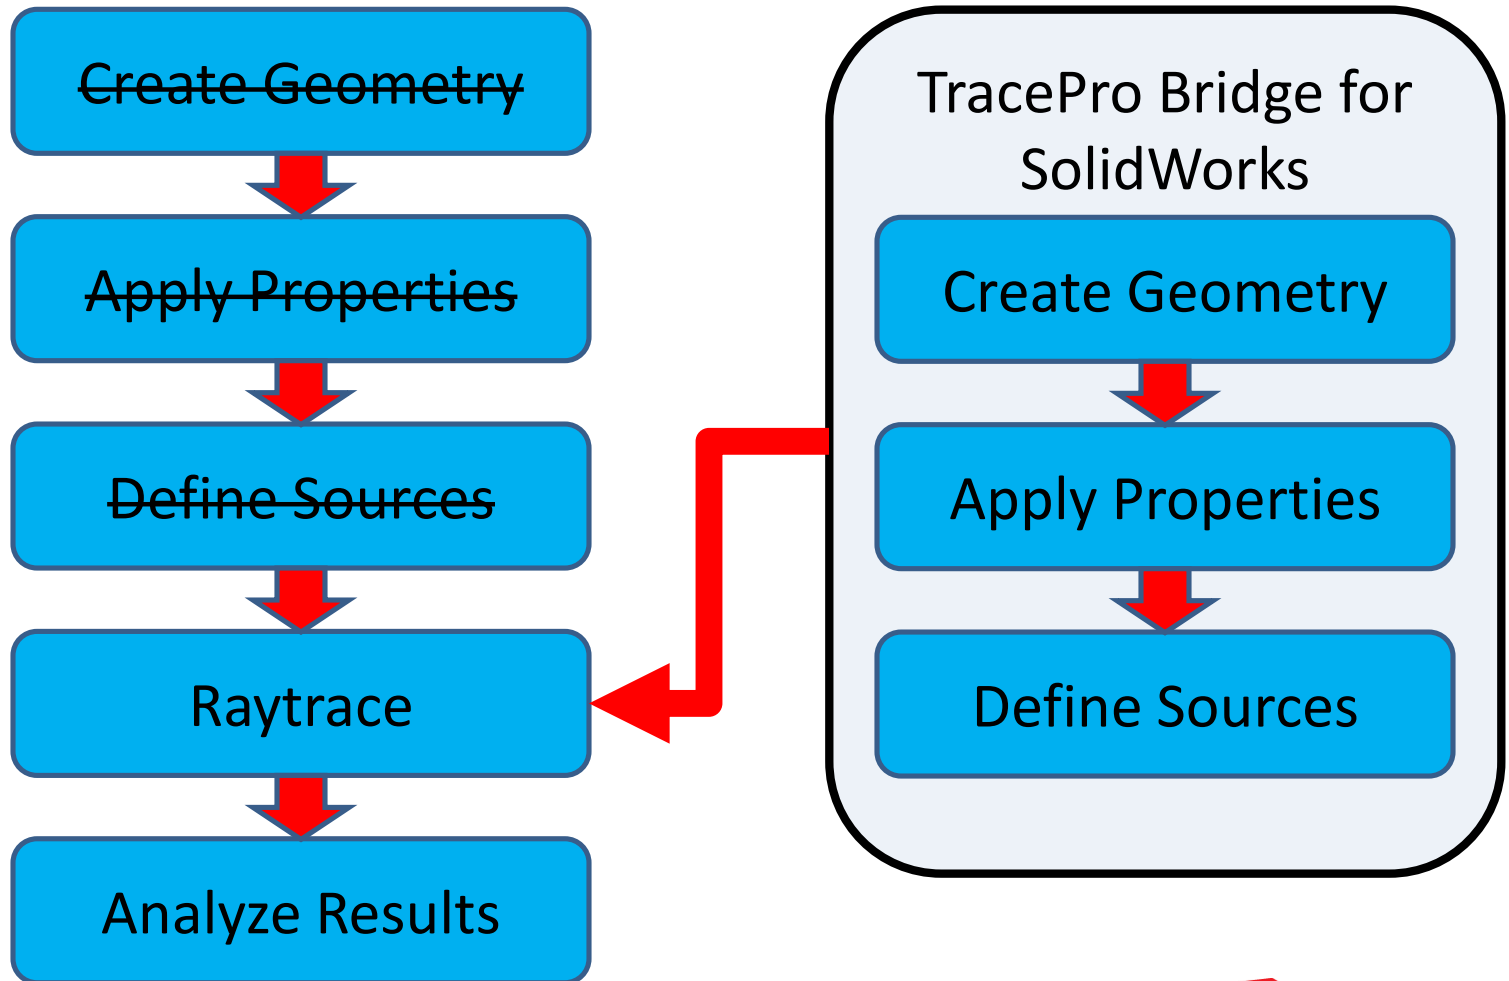 Create Geometry
Apply Properties
Define Sources
Raytrace
Analyze Results
TracePro Bridge for
SolidWorks
Create Geometry
Apply Properties
Define Sources